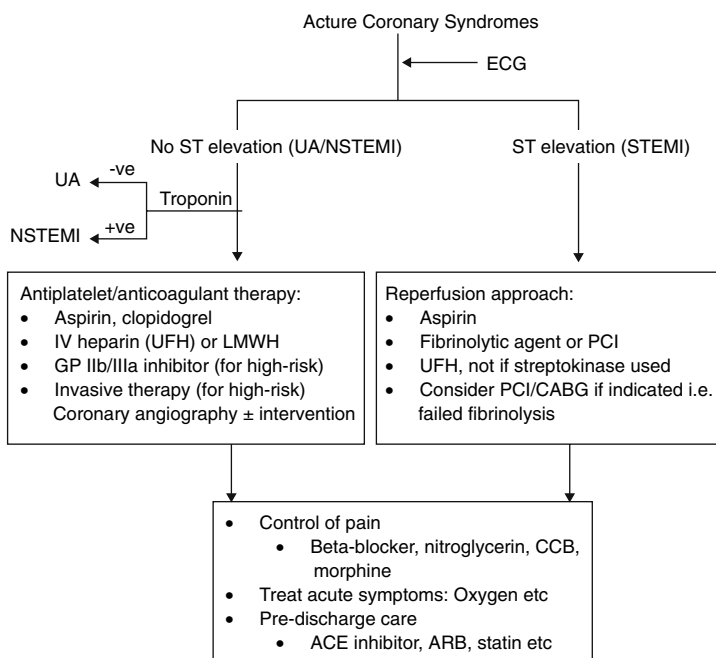 Acture Coronary Syndromes
ECG
No ST elevation (UA/NSTEMI)
ST elevation (STEMI)
UA
-ve
Troponin
NSTEMI
+ve
Antiplatelet/anticoagulant therapy:
• Aspirin, clopidogrel
• IV heparin (UFH) or LMWH
• GP IIb/IIIa inhibitor (for high-risk)
• Invasive therapy (for high-risk)
Coronary angiography ± intervention
Reperfusion approach:
• Aspirin
• Fibrinolytic agent or PCI
• UFH, not if streptokinase used
• Consider PCI/CABG if indicated i.e.
failed fibrinolysis
• Control of pain
• Beta-blocker, nitroglycerin, CCB,
morphine
• Treat acute symptoms: Oxygen etc
• Pre-discharge care
• ACE inhibitor, ARB, statin etc